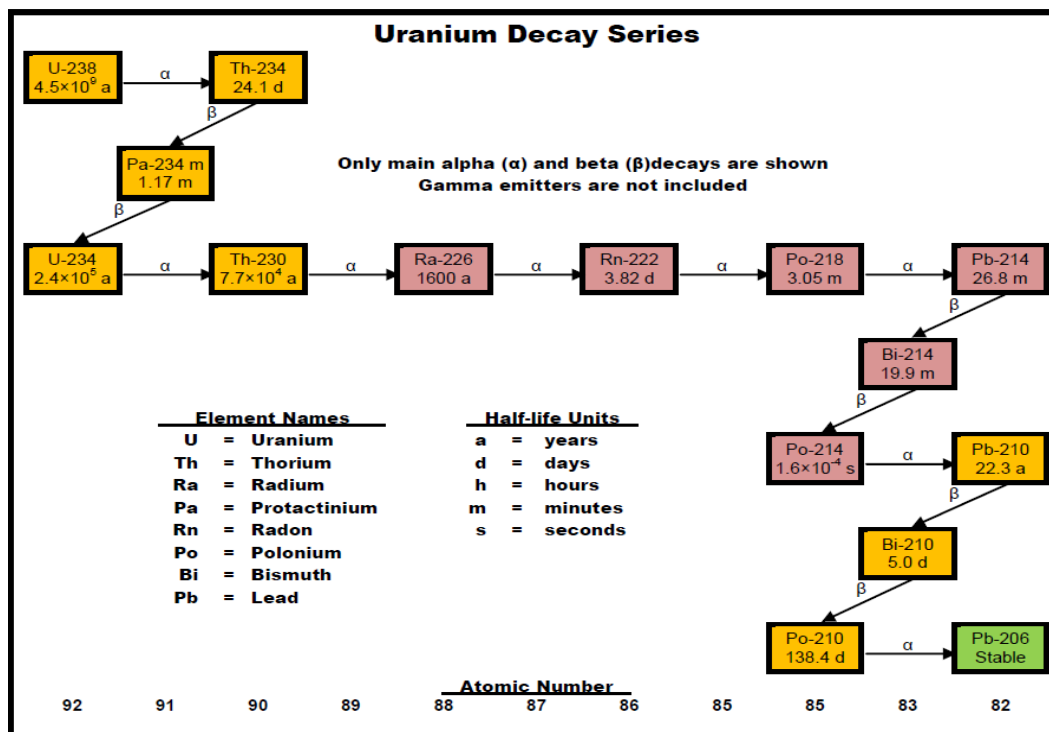 Uranium Decay Series
U-238
4.5×10⁹ a
α
Th-234
24.1 d
β
Pa-234 m
1.17 m
Only main alpha (α) and beta (β)decays are shown
Gamma emitters are not included
β
U-234
2.4×10⁵ a
α
Th-230
7.7×10⁴ a
α
Ra-226
1600 a
α
Rn-222
3.82 d
α
Po-218
3.05 m
α
Pb-214
26.8 m
β
Bi-214
19.9 m
β
Po-214
1.6×10⁻⁴ s
α
Pb-210
22.3 a
β
Bi-210
5.0 d
β
Po-210
138.4 d
α
Pb-206
Stable
Element Names
U = Uranium
Th = Thorium
Ra = Radium
Pa = Protactinium
Rn = Radon
Po = Polonium
Bi = Bismuth
Pb = Lead
Half-life Units
a = years
d = days
h = hours
m = minutes
s = seconds
Atomic Number
92 91 90 89 88 87 86 85 85 83 82